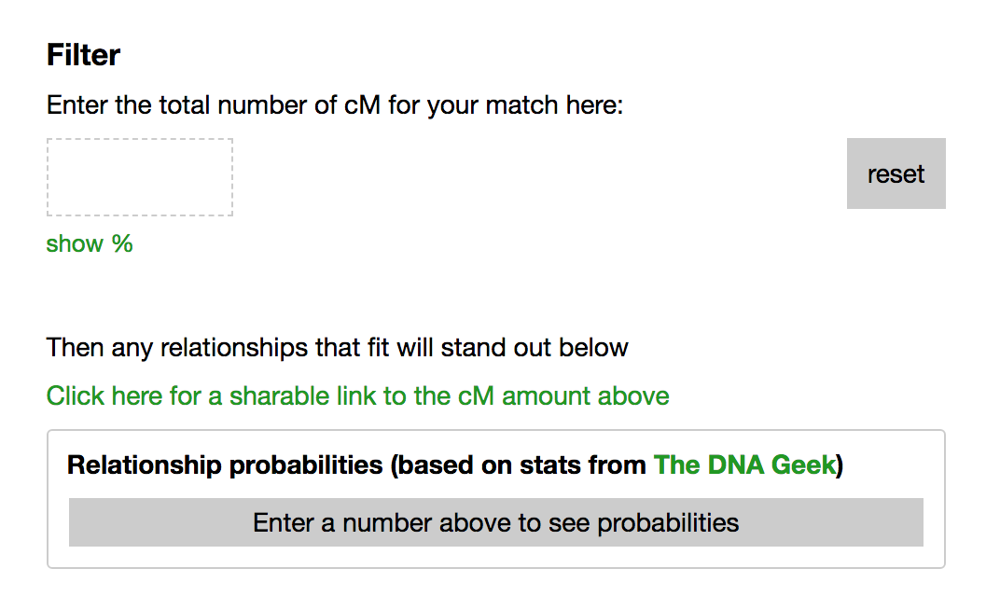 Filter
Enter the total number of cM for your match here:
reset
show %
Then any relationships that fit will stand out below
Click here for a sharable link to the cM amount above
Relationship probabilities (based on stats from The DNA Geek)
Enter a number above to see probabilities